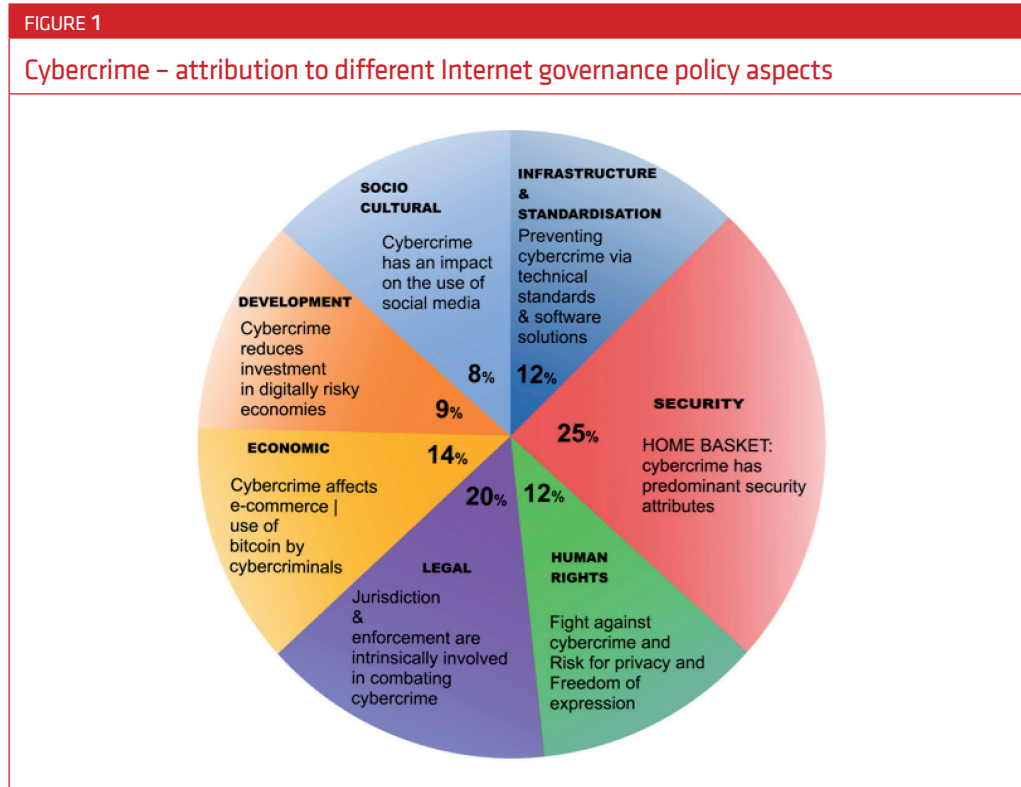 FIGURE 1
Cybercrime – attribution to different Internet governance policy aspects
SOCIO
CULTURAL
Cybercrime
has an impact
on the use of
social media
8%
INFRASTRUCTURE
&
STANDARDISATION
Preventing
cybercrime via
technical
standards
& software
solutions
12%
SECURITY
25%
HOME BASKET:
cybercrime has
predominant security
attributes
DEVELOPMENT
Cybercrime
reduces
investment
in digitally risky
economies
9%
ECONOMIC
14%
Cybercrime affects
e-commerce |
use of
bitcoin by
cybercriminals
20%
LEGAL
Jurisdiction
&
enforcement are
intrinsically involved
in combating
cybercrime
12%
HUMAN
RIGHTS
Fight against
cybercrime and
Risk for privacy and
Freedom of
expression